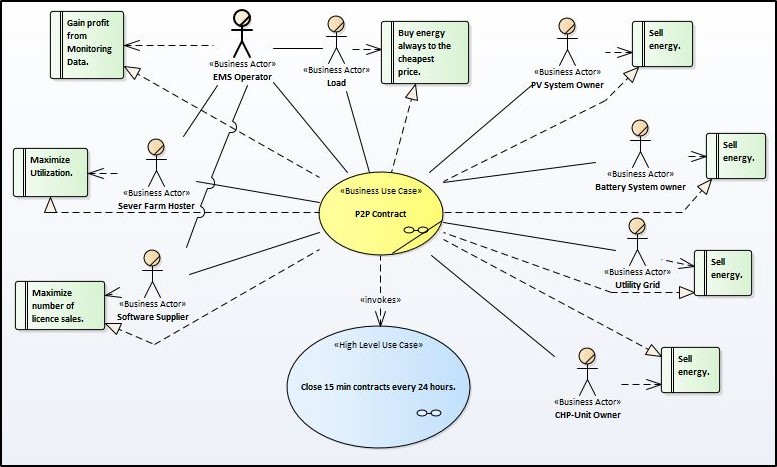 Gain profit
from
Monitoring
Data.
«Business Actor»
EMS Operator
«Business Actor»
Load
Buy energy
always to the
cheapest
price.
«Business Actor»
PV System Owner
Sell
energy.
Maximize
Utilization.
«Business Actor»
Sever Farm Hoster
«Business Use Case»
P2P Contract
«Business Actor»
Battery System owner
Sell
energy.
Maximize
number of
licence sales.
«Business Actor»
Software Supplier
«Business Actor»
Utlility Grid
Sell
energy.
«invokes»
«High Level Use Case»
Close 15 min contracts every 24 hours.
«Business Actor»
CHP-Unit Owner
Sell
energy.